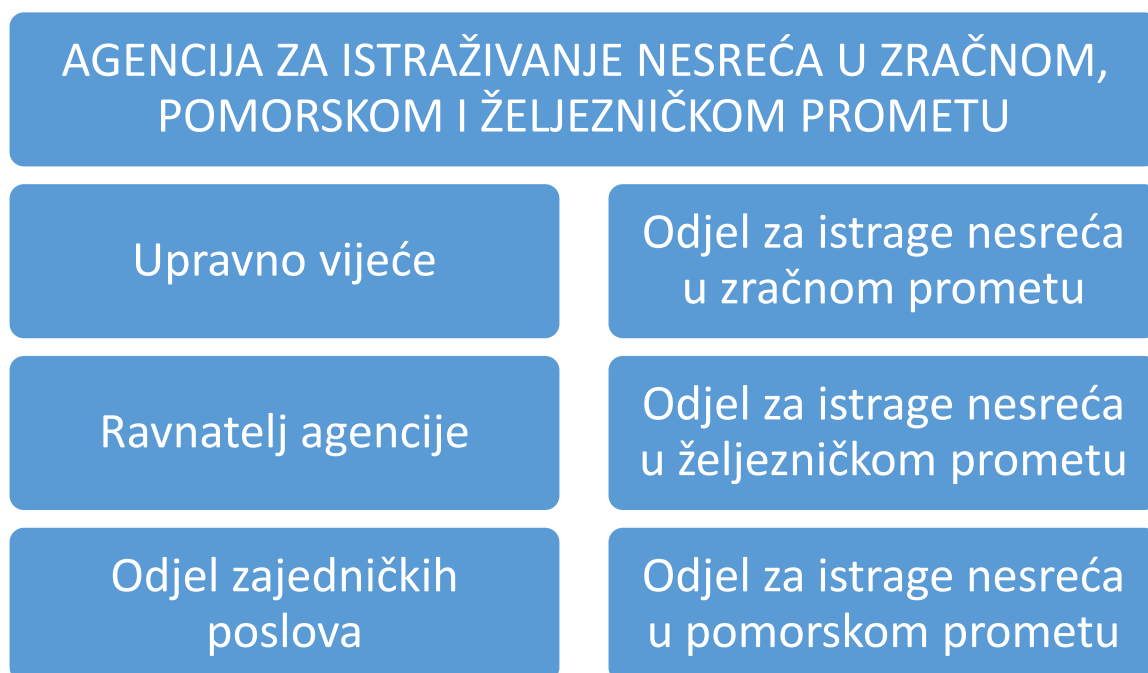 AGENCIJA ZA ISTRAŽIVANJE NESREĆA U ZRAČNOM,
POMORSKOM I ŽELJEZNIČKOM PROMETU
Upravno vijeće
Odjel za istrage nesreća
u zračnom prometu
Ravnatelj agencije
Odjel za istrage nesreća
u željezničkom prometu
Odjel zajedničkih
poslova
Odjel za istrage nesreća
u pomorskom prometu